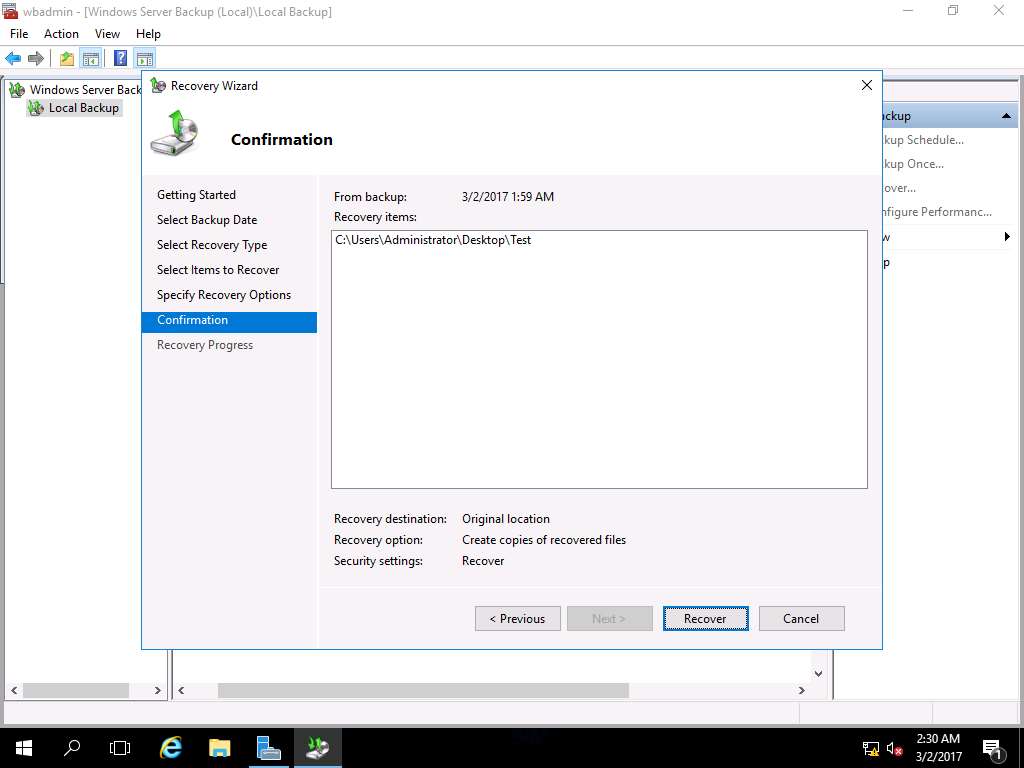 wbadmin - [Windows Server Backup (Local)\Local Backup]
File Action View Help
Windows Server Back
Local Backup
Recovery Wizard
Confirmation
Getting Started
Select Backup Date
Select Recovery Type
Select Items to Recover
Specify Recovery Options
Confirmation
Recovery Progress
From backup: 3/2/2017 1:59 AM
Recovery items:
C:\Users\Administrator\Desktop\Test
Recovery destination: Original location
Recovery option: Create copies of recovered files
Security settings: Recover
< Previous Next > Recover Cancel
ackup
kup Schedule...
kup Once...
over...
nfigure Performanc...
w
p
2:30 AM
3/2/2017
1